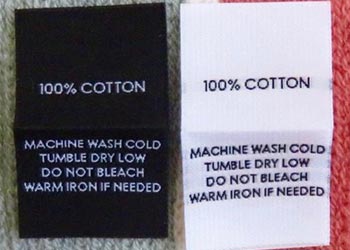 100% COTTON
MACHINE WASH COLD
TUMBLE DRY LOW
DO NOT BLEACH
WARM IRON IF NEEDED
100% COTTON
MACHINE WASH COLD
TUMBLE DRY LOW
DO NOT BLEACH
WARM IRON IF NEEDED